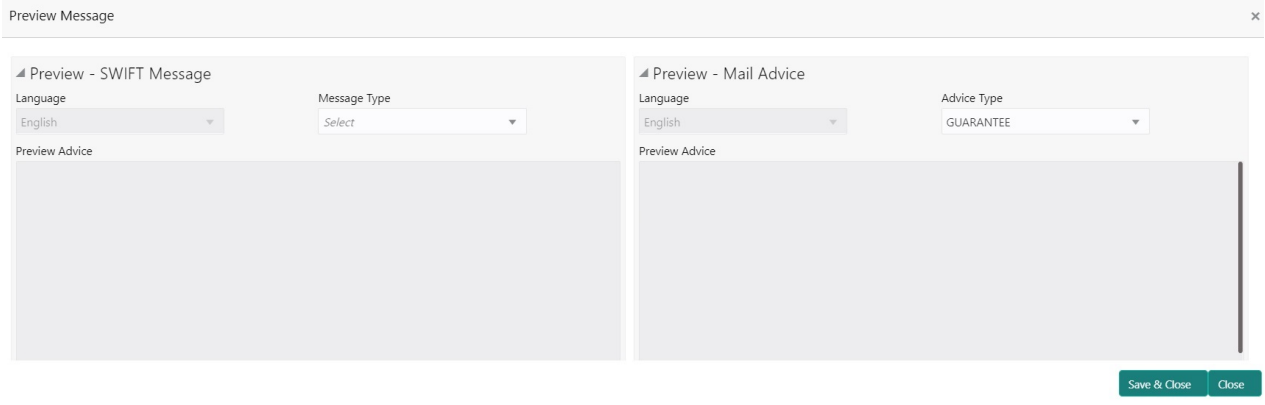 Preview Message
Preview - SWIFT Message
Language
Message Type
English
Select
Preview Advice
Preview - Mail Advice
Language
Advice Type
English
GUARANTEE
Preview Advice
Save & Close
Close